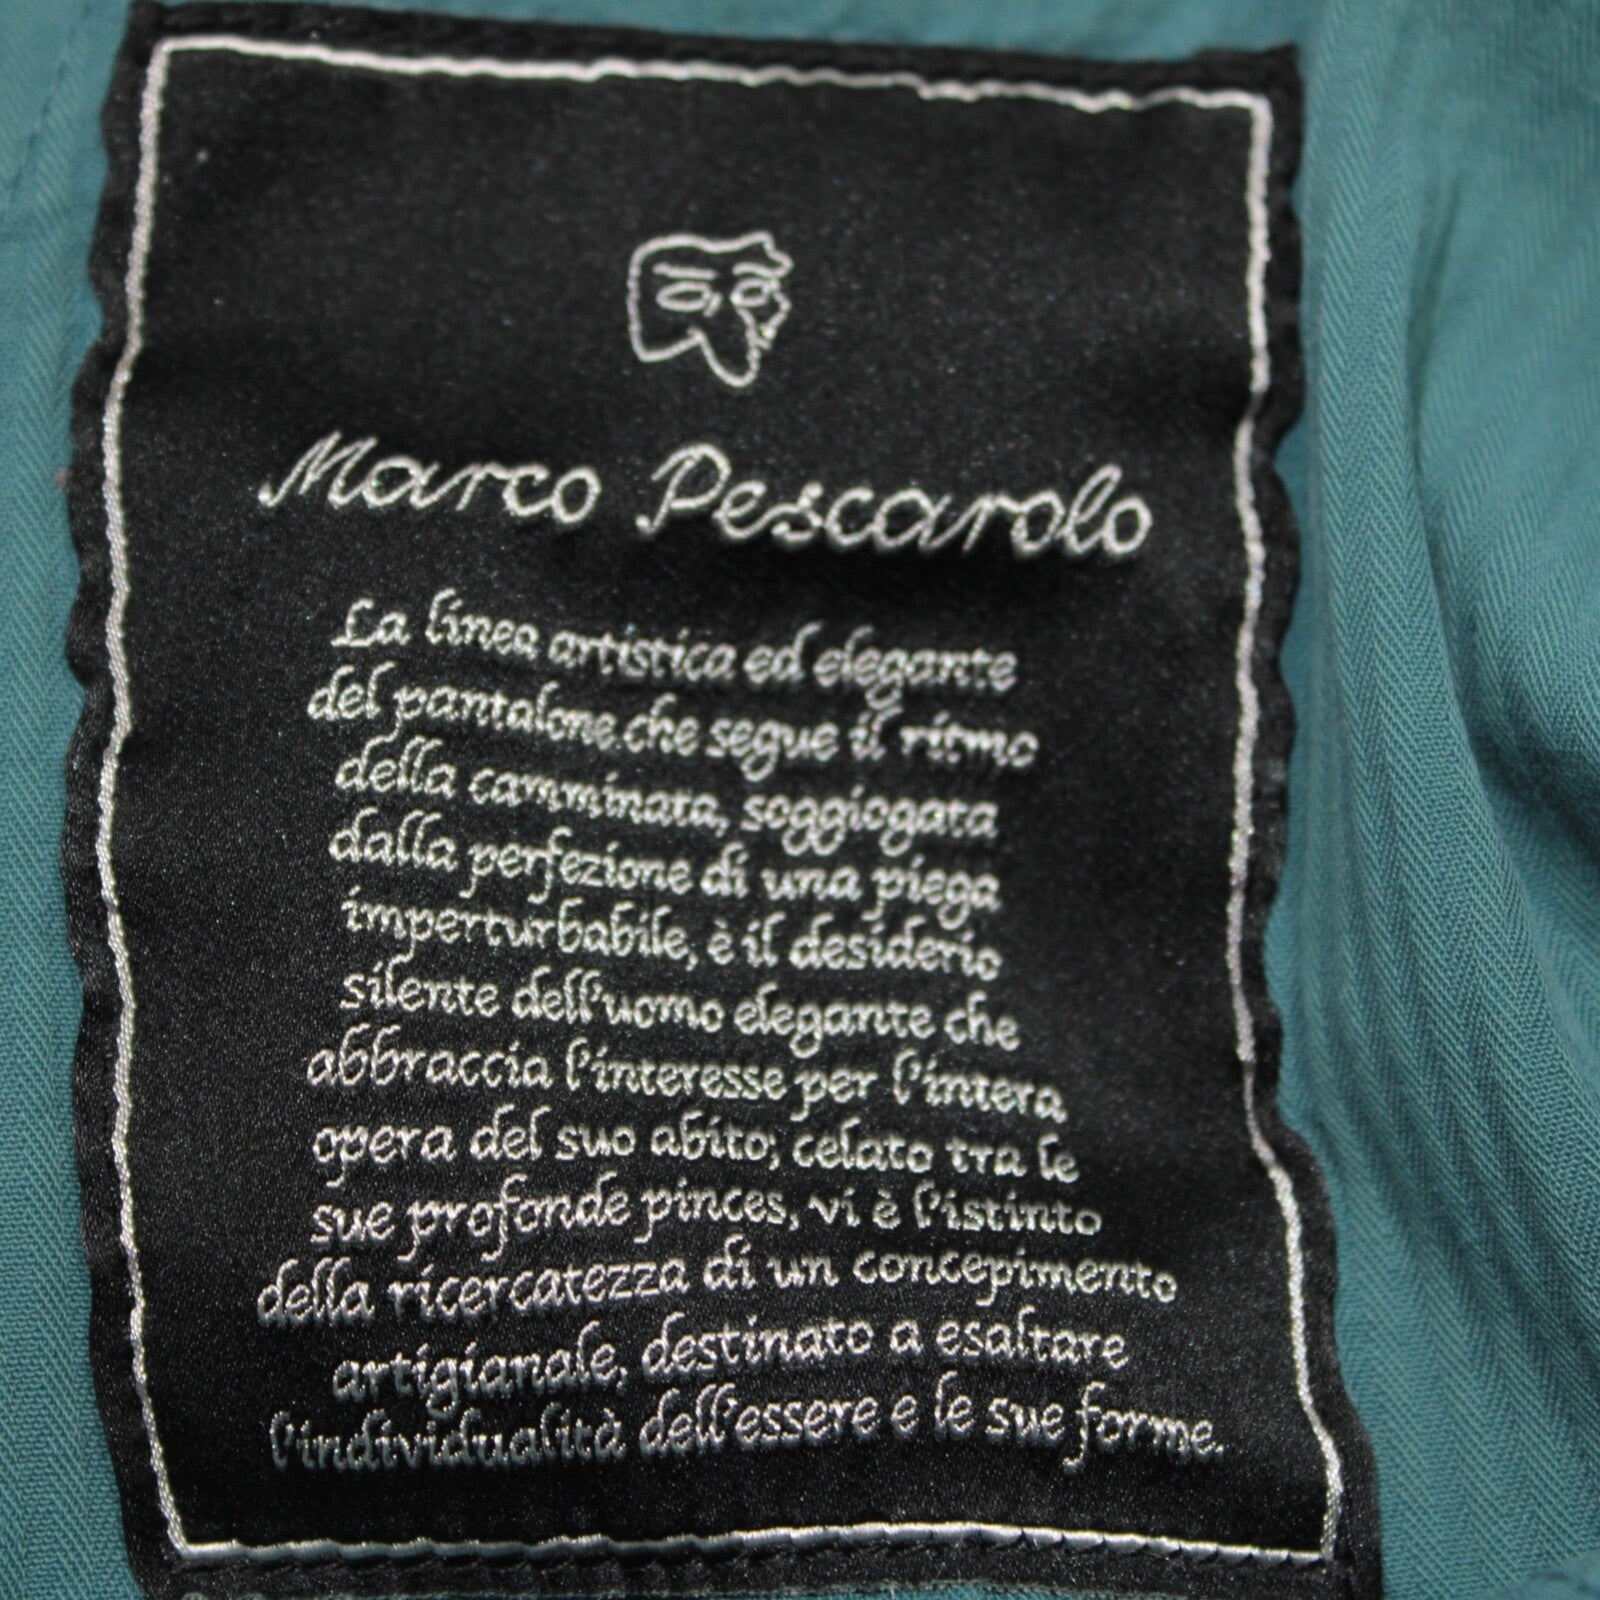 Marco Pescarolo
La linea artistica ed elegante
del pantalone che segue il ritmo
della camminata, soggiogata
dalla perfezione di una piega
imperturbabile, è il desiderio
silente dell'uomo elegante che
abbraccia l'interesse per l'intera
opera del suo abito; celato tra le
sue profonde pinces, vi è l'istinto
della ricercatezza di un concepimento
artigianale, destinato a esaltare
l'individualità dell'essere e le sue forme.